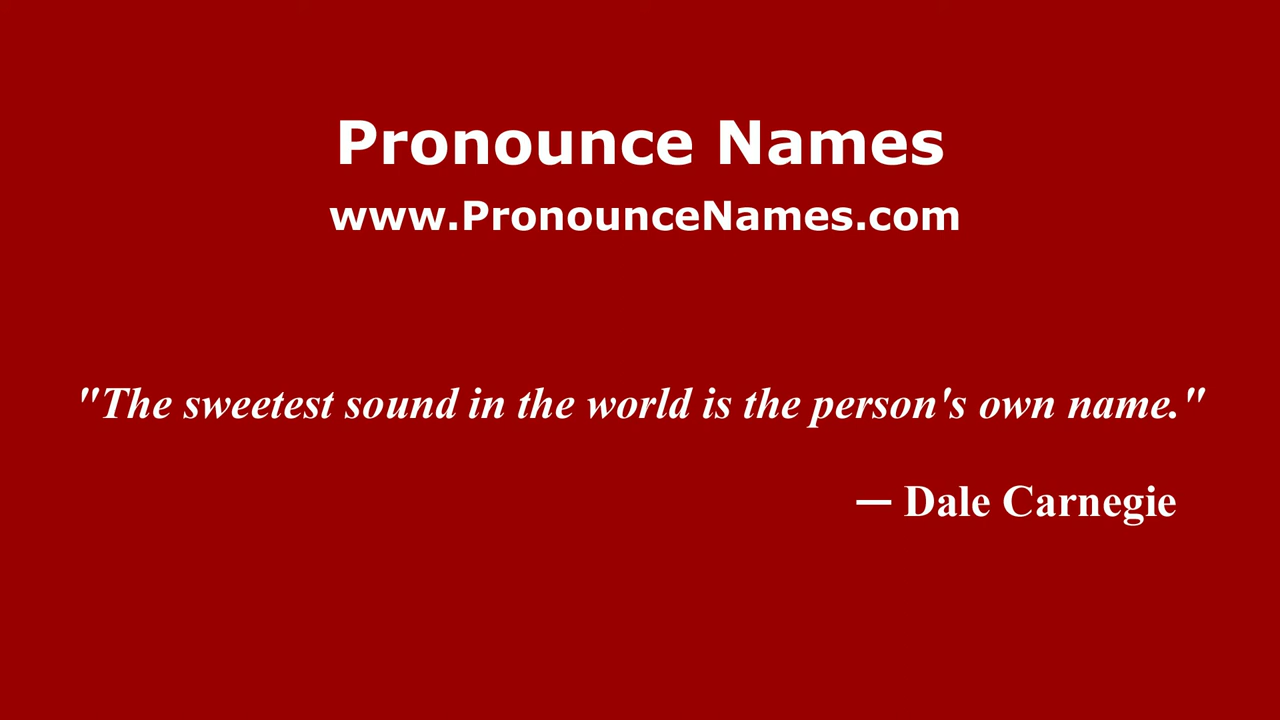 Pronounce Names
www.PronounceNames.com
"The sweetest sound in the world is the person's own name."
— Dale Carnegie